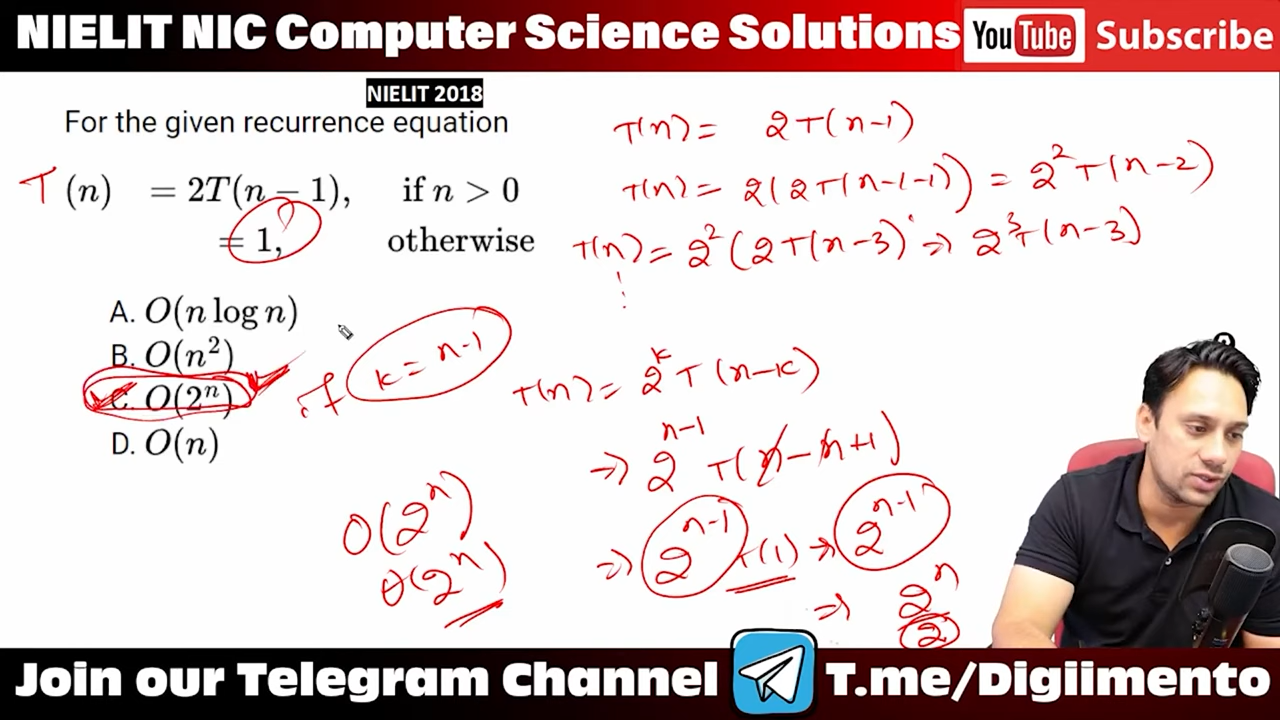 NIELIT NIC Computer Science Solutions YouTube Subscribe
NIELIT 2018
For the given recurrence equation
T (n) = 2T(n − 1), if n > 0
= 1, otherwise
A. O(n log n)
B. O(n²)
C. O(2ⁿ)
D. O(n)
T(n) = 2T(n-1)
T(n) = 2(2T(n-1-1)) = 2² T(n-2)
T(n) = 2² (2T(n-3) ⇒ 2³T(n-3)
if k = n-1
T(n) = 2ᵏ T(n-k)
⇒ 2ⁿ⁻¹ T(n-n+1)
⇒ 2ⁿ⁻¹ T(1) ⇒ 2ⁿ⁻¹
⇒ 2ⁿ/2
O(2ⁿ)
θ(2ⁿ)
Join our Telegram Channel T.me/Digiimento